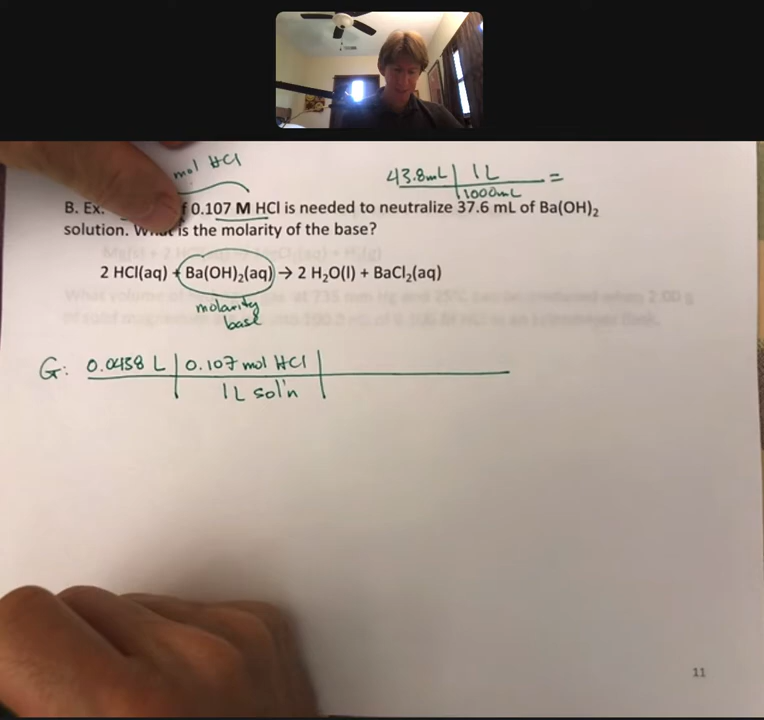 mol HCl
43.8mL | 1L =
1000mL
B. Ex. 0.107 M HCl is needed to neutralize 37.6 mL of Ba(OH)₂
solution. What is the molarity of the base?
2 HCl(aq) + Ba(OH)₂(aq) → 2 H₂O(l) + BaCl₂(aq)
molarity
base
G: 0.0438 L | 0.107 mol HCl |
1L sol'n
11